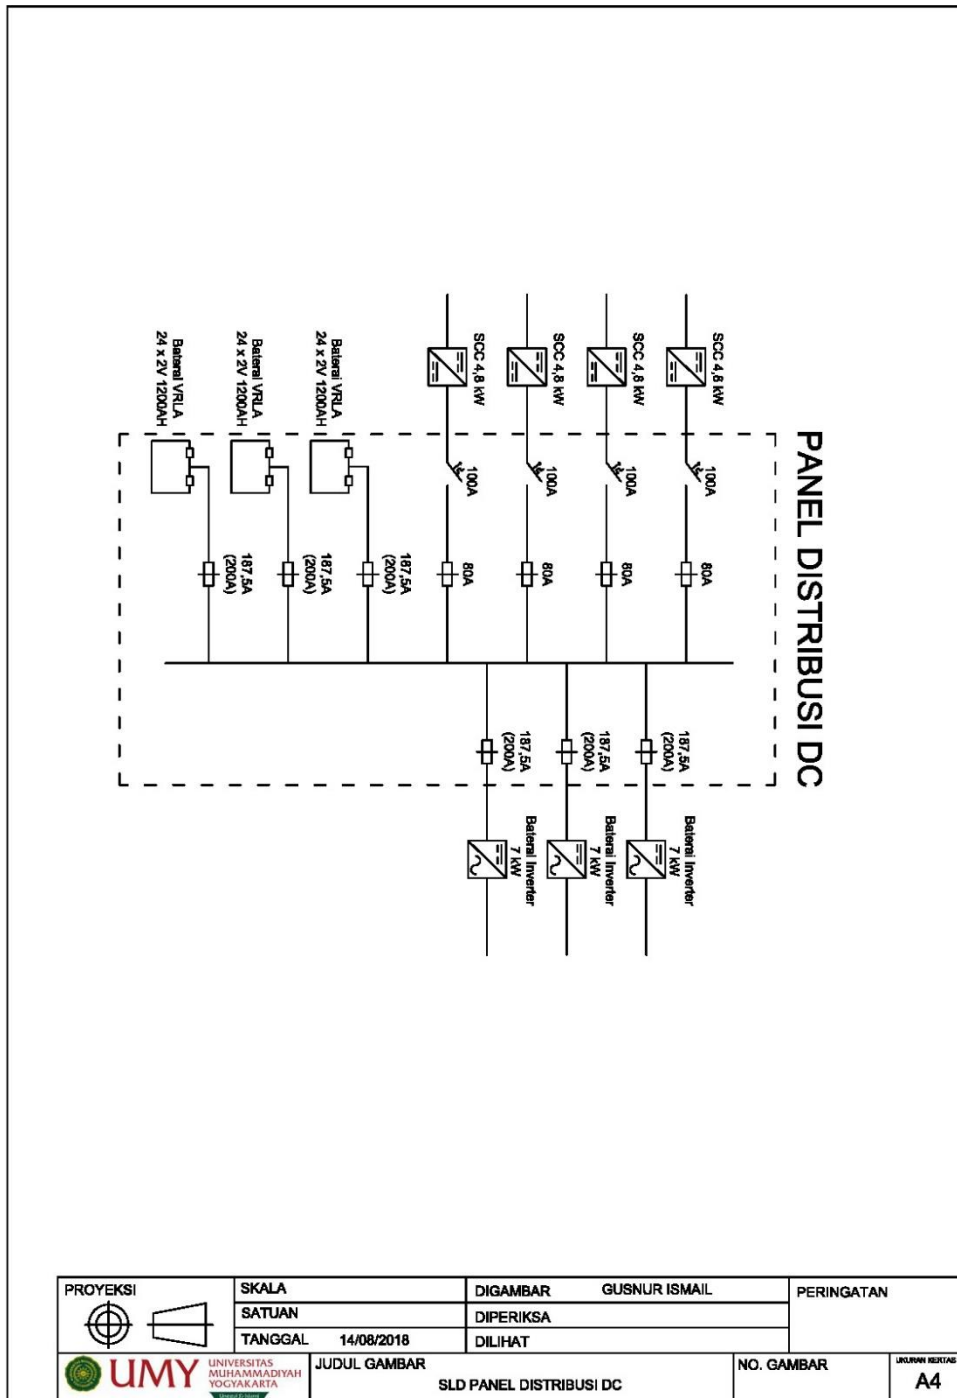 PANEL DISTRIBUSI DC
SCC 4,8 kW
SCC 4,8 kW
SCC 4,8 kW
SCC 4,8 kW
100A
100A
100A
100A
80A
80A
80A
80A
Baterai VRLA
24 x 2V 1200AH
Baterai VRLA
24 x 2V 1200AH
Baterai VRLA
24 x 2V 1200AH
187,5A
(200A)
187,5A
(200A)
187,5A
(200A)
187,5A
(200A)
187,5A
(200A)
187,5A
(200A)
Baterai Inverter
7 kW
Baterai Inverter
7 kW
Baterai Inverter
7 kW
PROYEKSI
SKALA
SATUAN
TANGGAL 14/08/2018
DIGAMBAR GUSNUR ISMAIL
DIPERIKSA
DILIHAT
PERINGATAN
UMY
UNIVERSITAS
MUHAMMADIYAH
YOGYAKARTA
JUDUL GAMBAR
SLD PANEL DISTRIBUSI DC
NO. GAMBAR
UKURAN KERTAS
A4